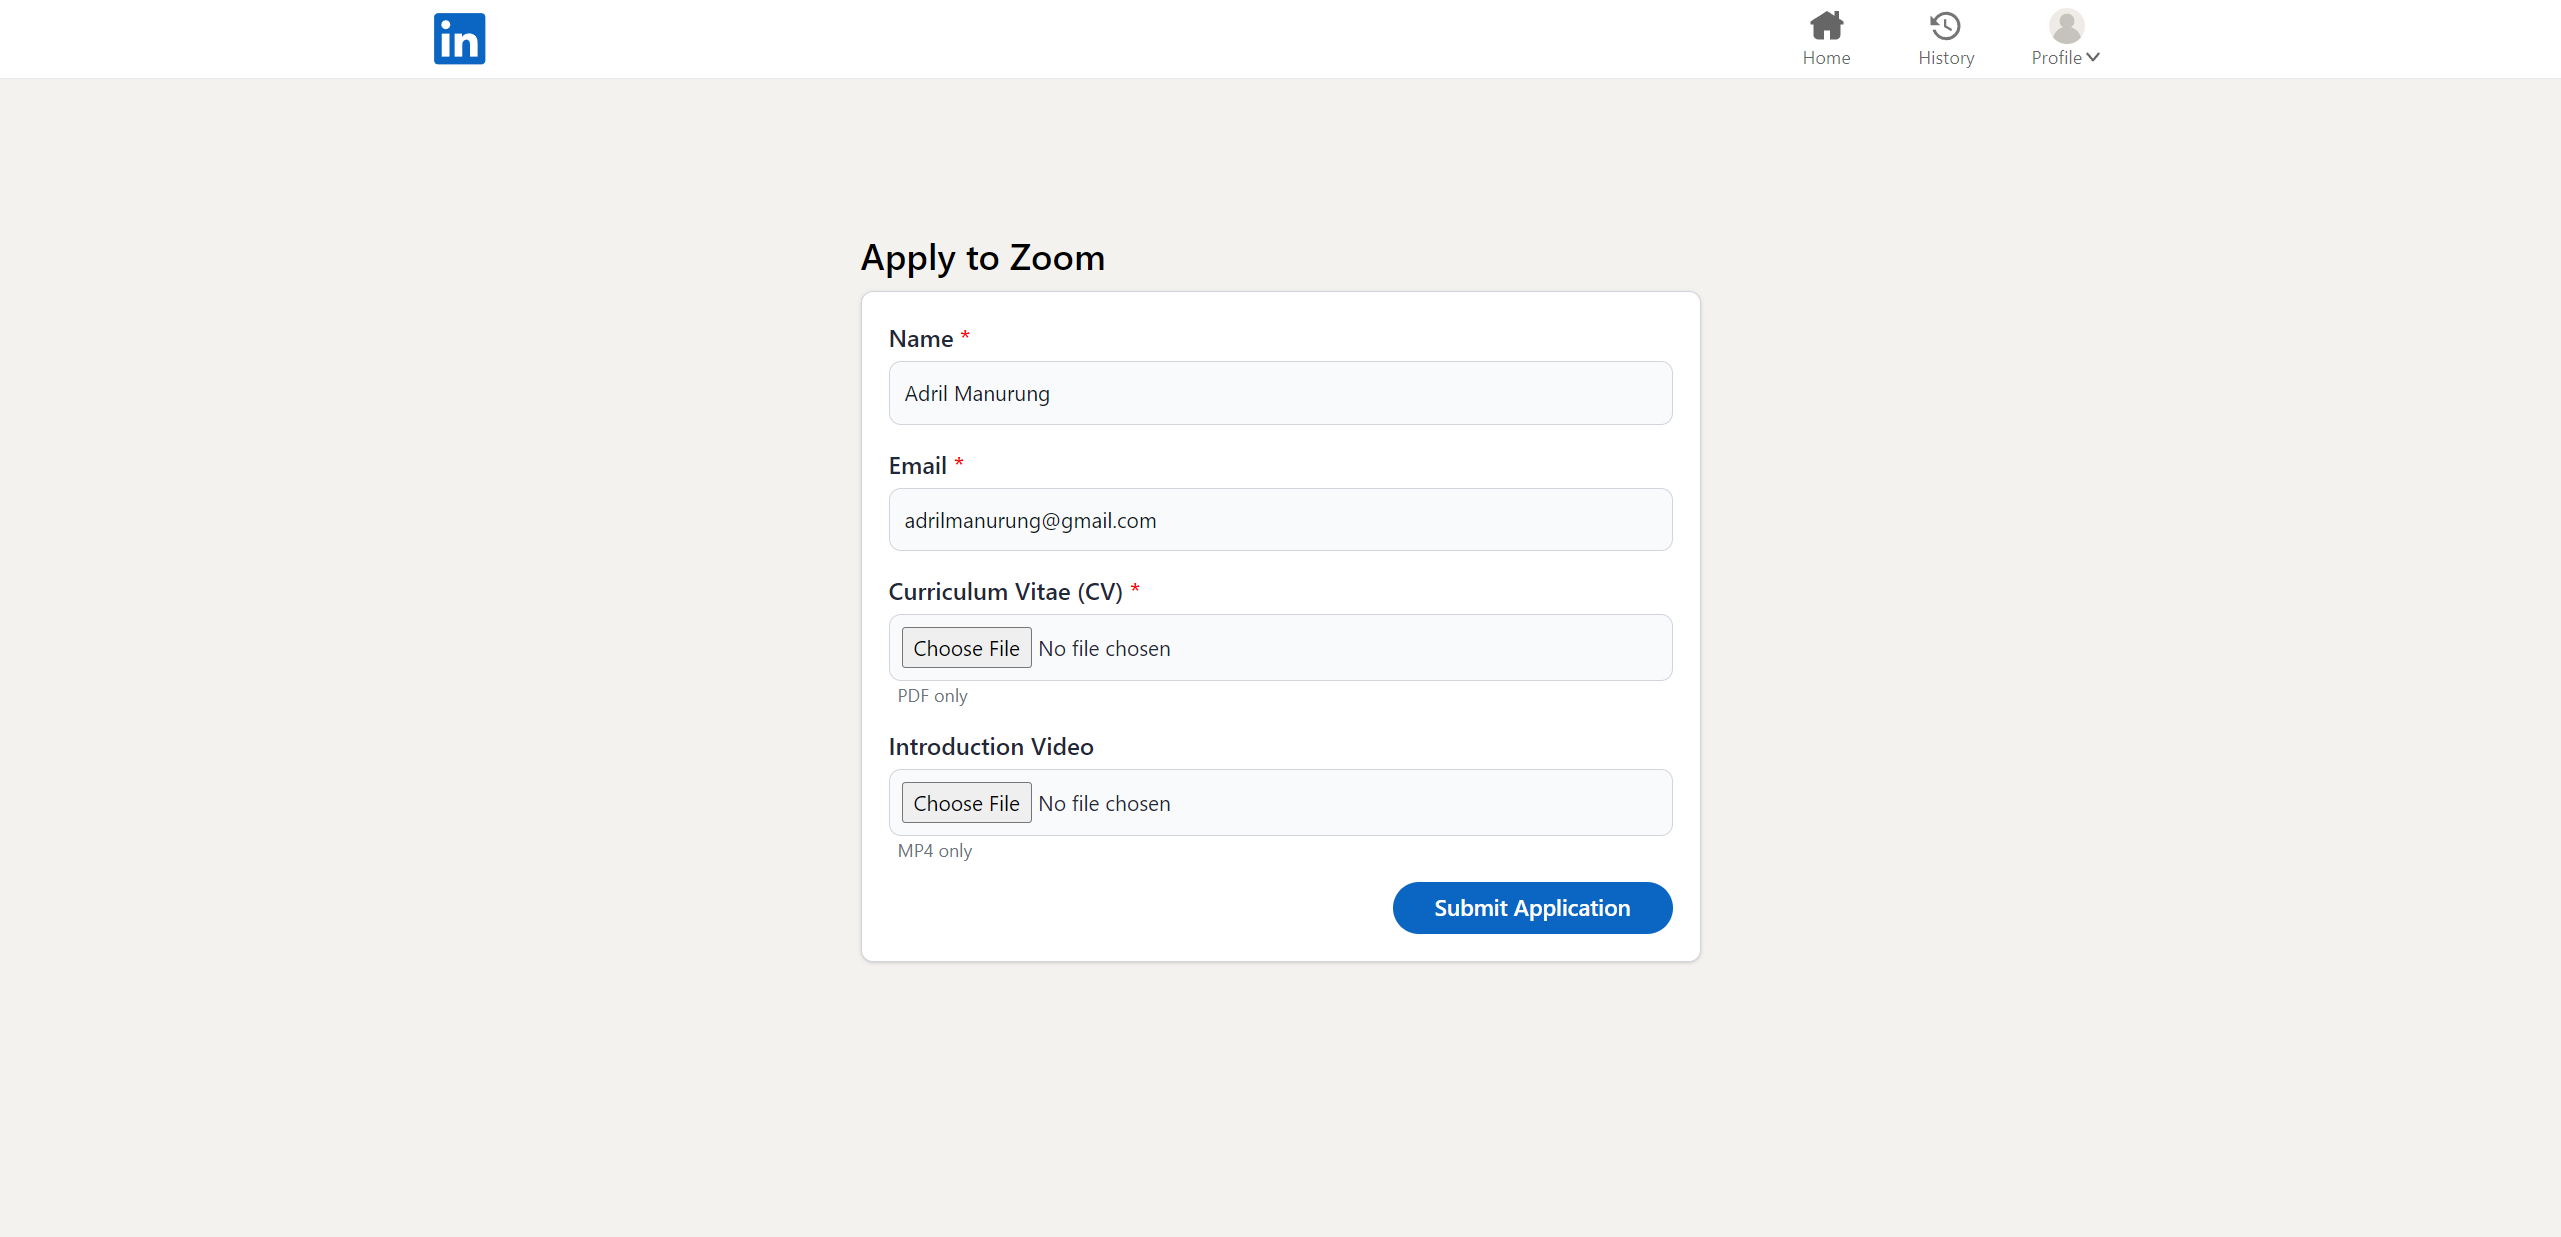 in
Home
History
Profile
Apply to Zoom
Name *
Adril Manurung
Email *
adrilmanurung@gmail.com
Curriculum Vitae (CV) *
Choose File No file chosen
PDF only
Introduction Video
Choose File No file chosen
MP4 only
Submit Application